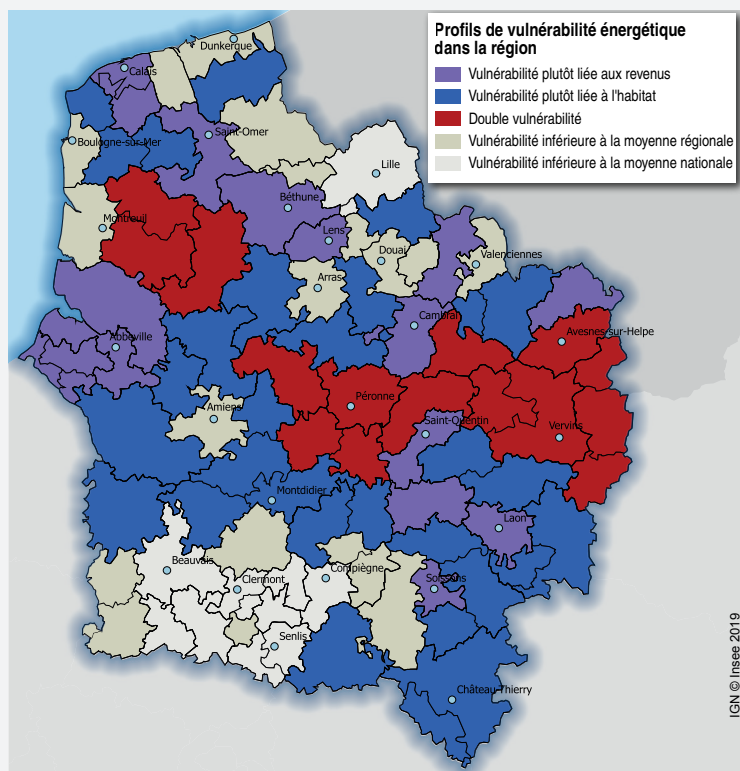 Profils de vulnérabilité énergétique
dans la région
Vulnérabilité plutôt liée aux revenus
Vulnérabilité plutôt liée à l'habitat
Double vulnérabilité
Vulnérabilité inférieure à la moyenne régionale
Vulnérabilité inférieure à la moyenne nationale
Dunkerque
Calais
Saint-Omer
Boulogne-sur-Mer
Lille
Béthune
Montreuil
Lens
Douai
Valenciennes
Arras
Cambrai
Avesnes-sur-Helpe
Abbeville
Péronne
Amiens
Saint-Quentin
Vervins
Montdidier
Laon
Beauvais
Clermont
Compiègne
Soissons
Senlis
Château-Thierry
IGN © Insee 2019